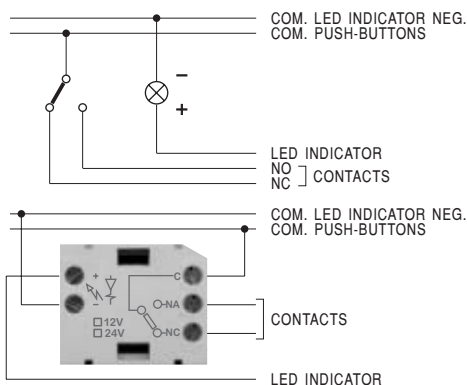 COM. LED INDICATOR NEG.
COM. PUSH-BUTTONS
−
+
LED INDICATOR
NO
NC
CONTACTS
COM. LED INDICATOR NEG.
COM. PUSH-BUTTONS
+
C
−
NA
12V
24V
NC
CONTACTS
LED INDICATOR